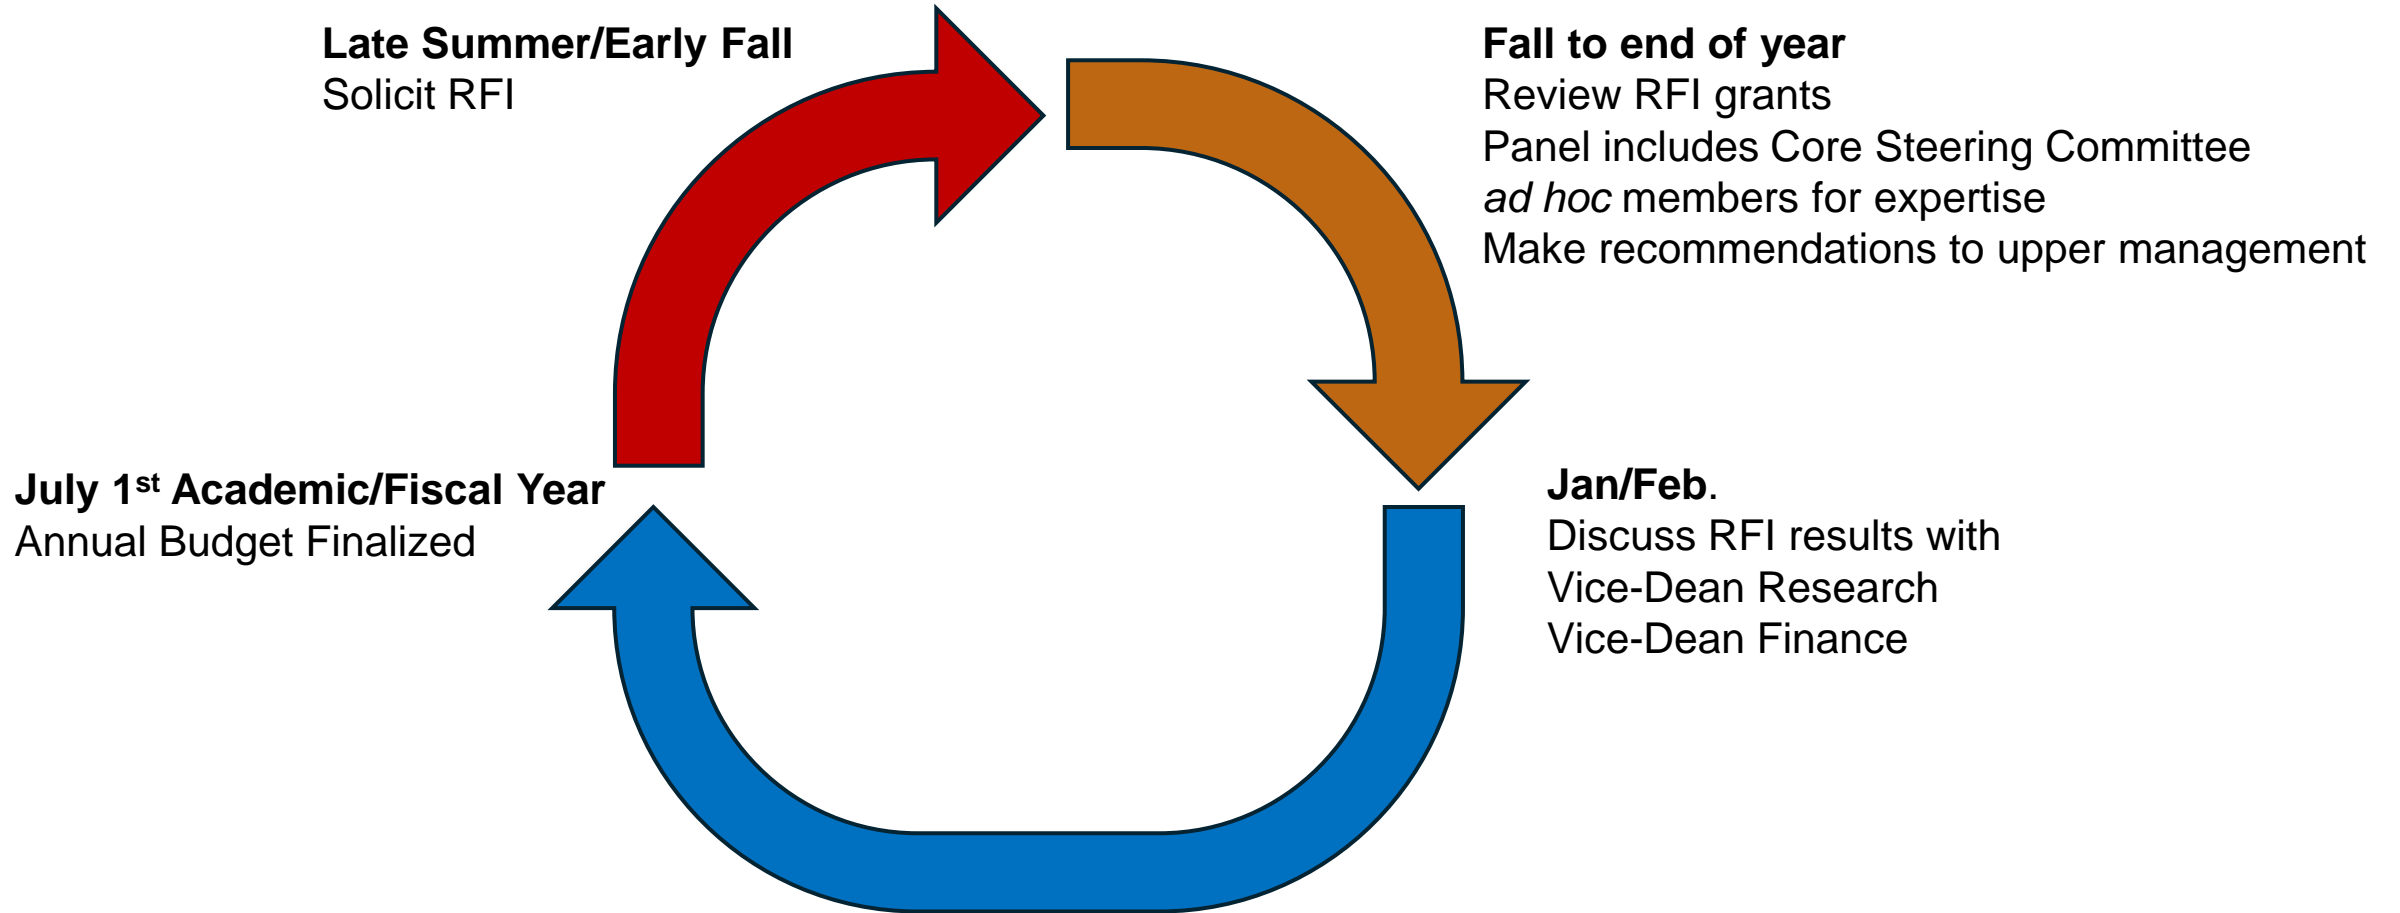 Late Summer/Early Fall
Solicit RFI
Fall to end of year
Review RFI grants
Panel includes Core Steering Committee
ad hoc members for expertise
Make recommendations to upper management
Jan/Feb.
Discuss RFI results with
Vice-Dean Research
Vice-Dean Finance
July 1st Academic/Fiscal Year
Annual Budget Finalized